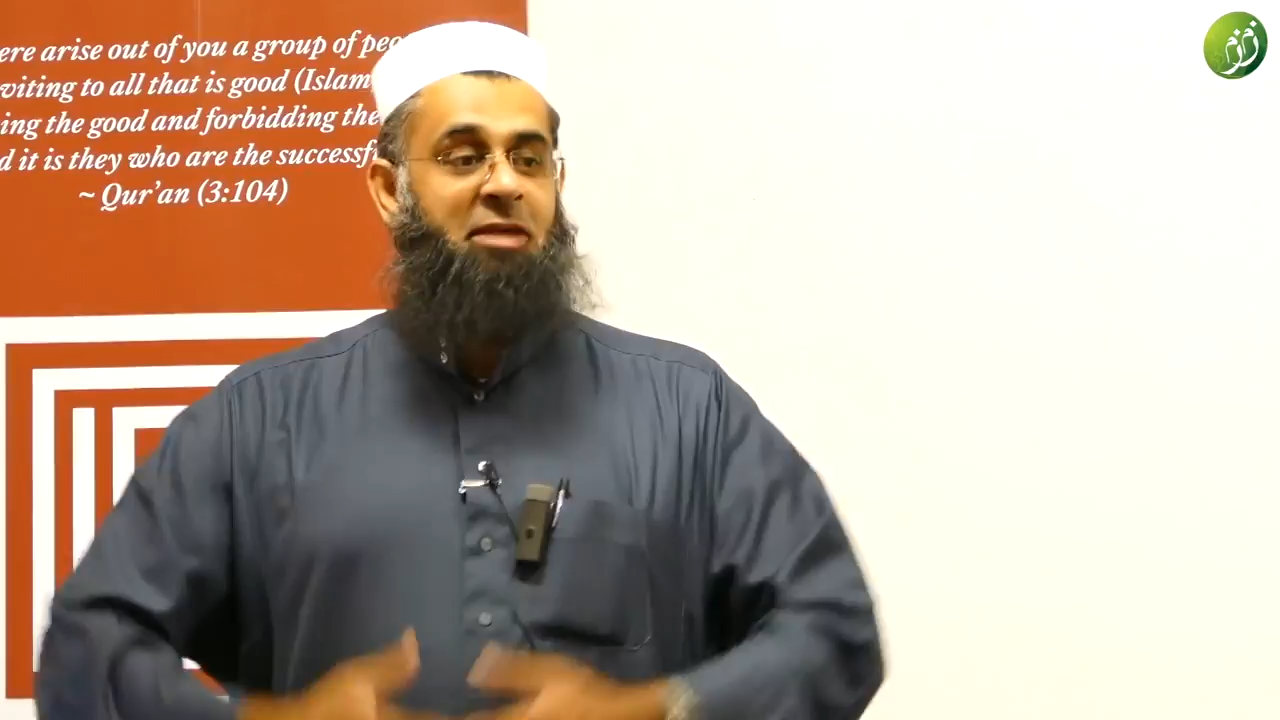 ere arise out of you a group of peo
viting to all that is good (Islam
ing the good and forbidding the
d it is they who are the successf
~ Qur'an (3:104)
زمزم